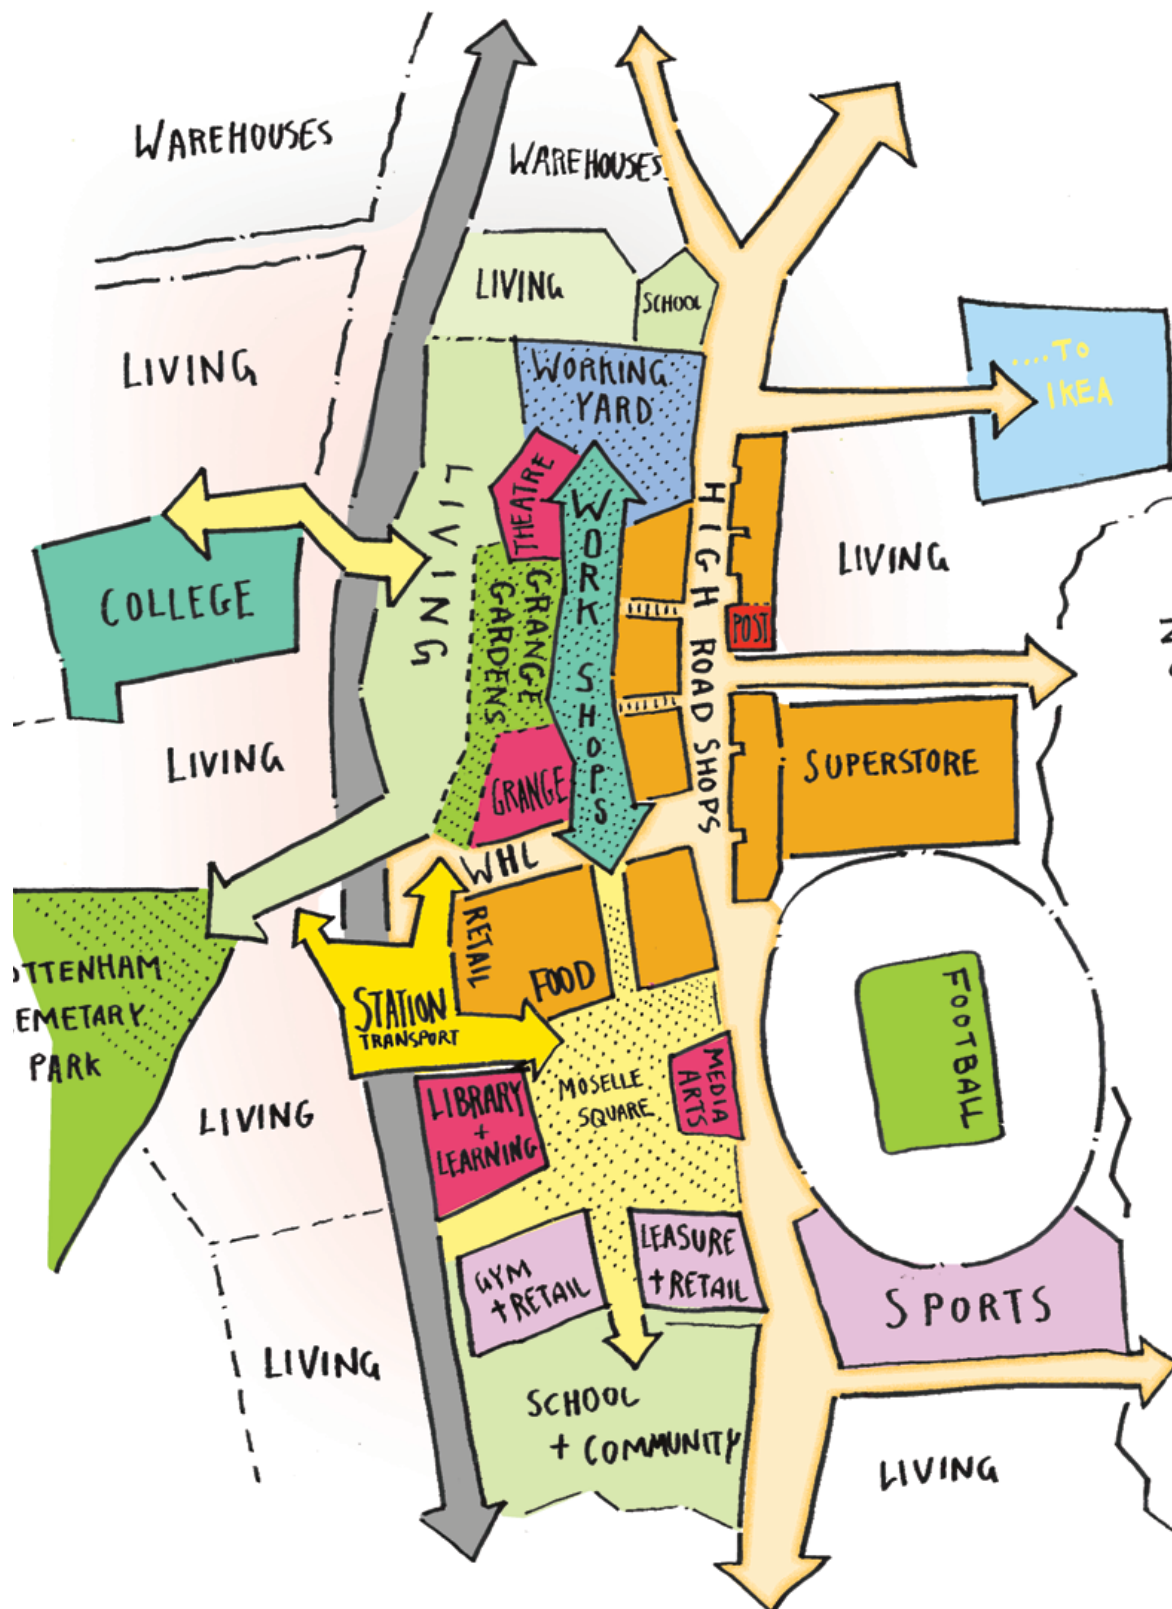 WAREHOUSES
WAREHOUSES
LIVING
SCHOOL
LIVING
....TO
IKEA
WORKING
YARD
THEATRE
WORK SHOPS
LIVING
HIGH ROAD SHOPS
LIVING
COLLEGE
GRANGE
GARDENS
POST
LIVING
GRANGE
SUPERSTORE
WHL
RETAIL
FOOD
OTTENHAM
EMETARY
PARK
STATION
TRANSPORT
FOOTBALL
LIBRARY
+
LEARNING
MOSELLE
SQUARE
MEDIA
ARTS
LIVING
GYM
+RETAIL
LEASURE
+RETAIL
SPORTS
LIVING
SCHOOL
+ COMMUNITY
LIVING